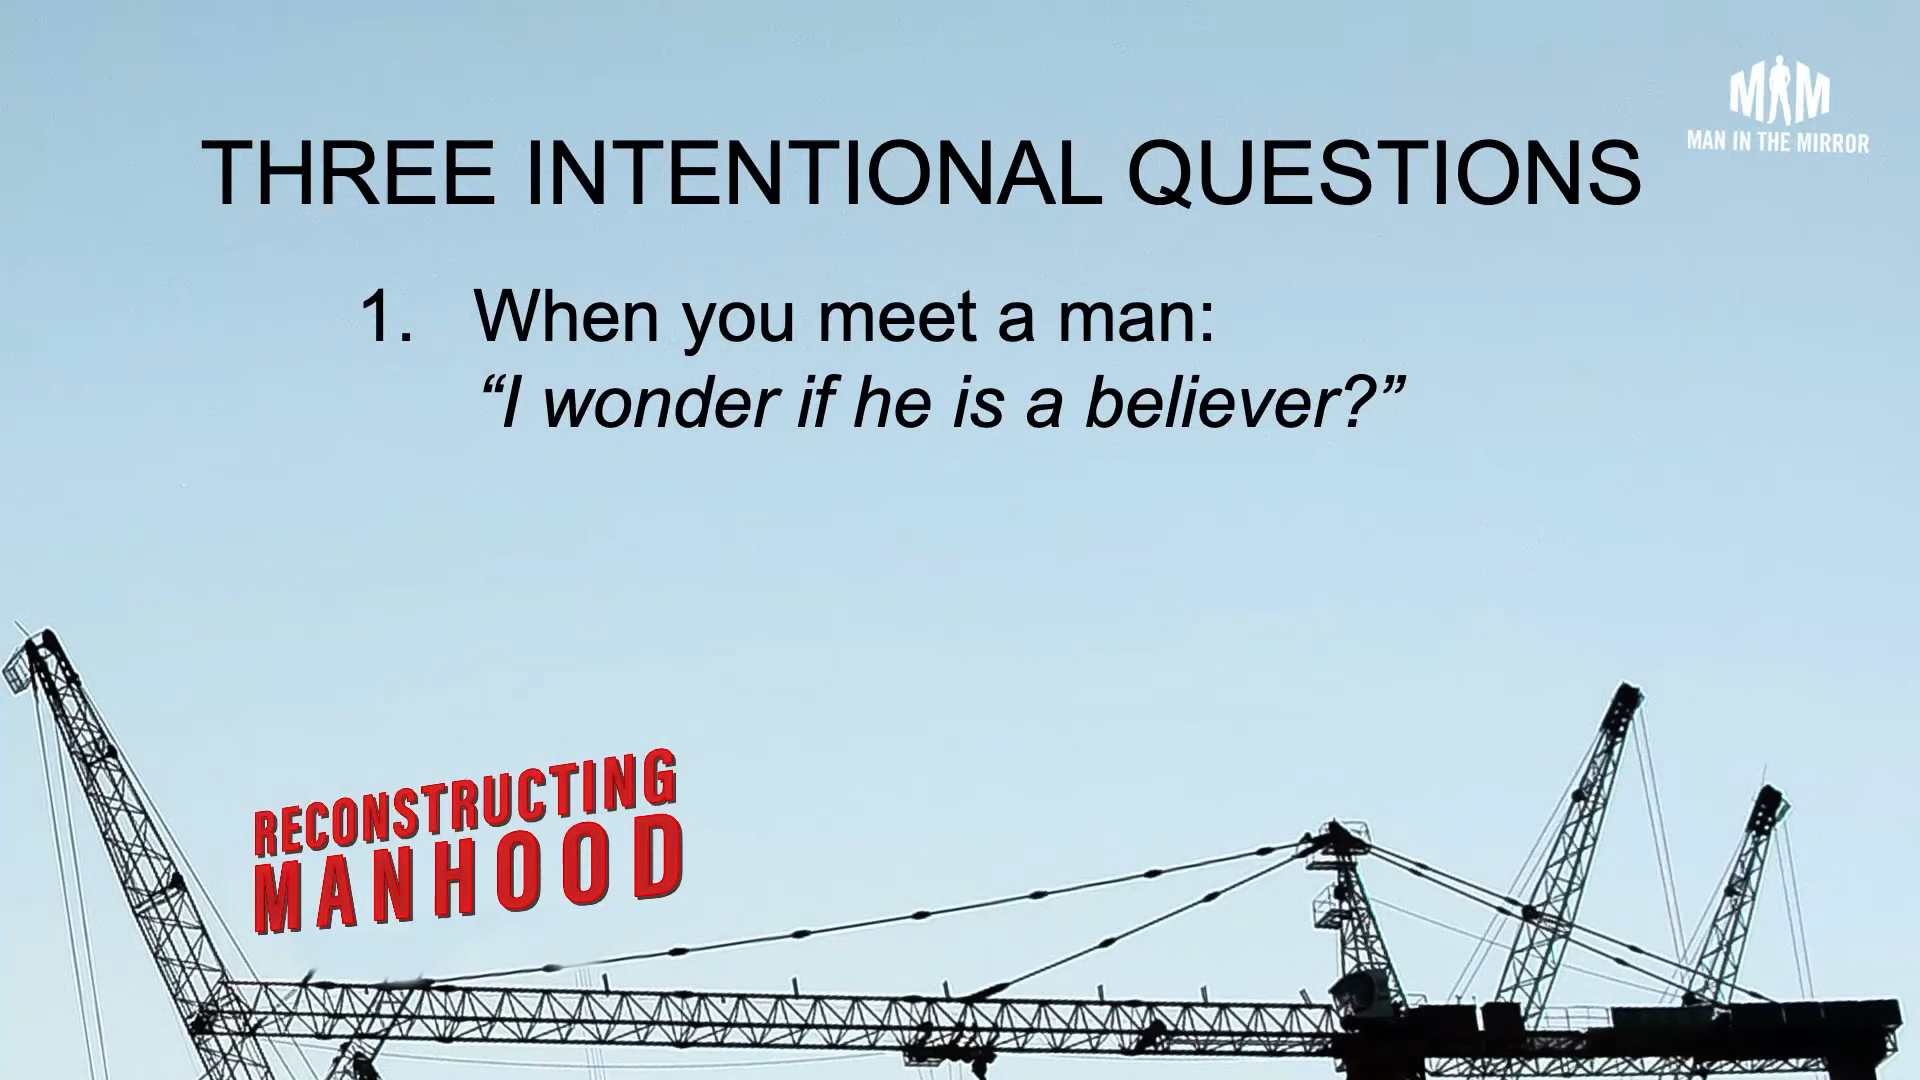 MAN IN THE MIRROR
THREE INTENTIONAL QUESTIONS
1. When you meet a man:
“I wonder if he is a believer?”
RECONSTRUCTING
MANHOOD